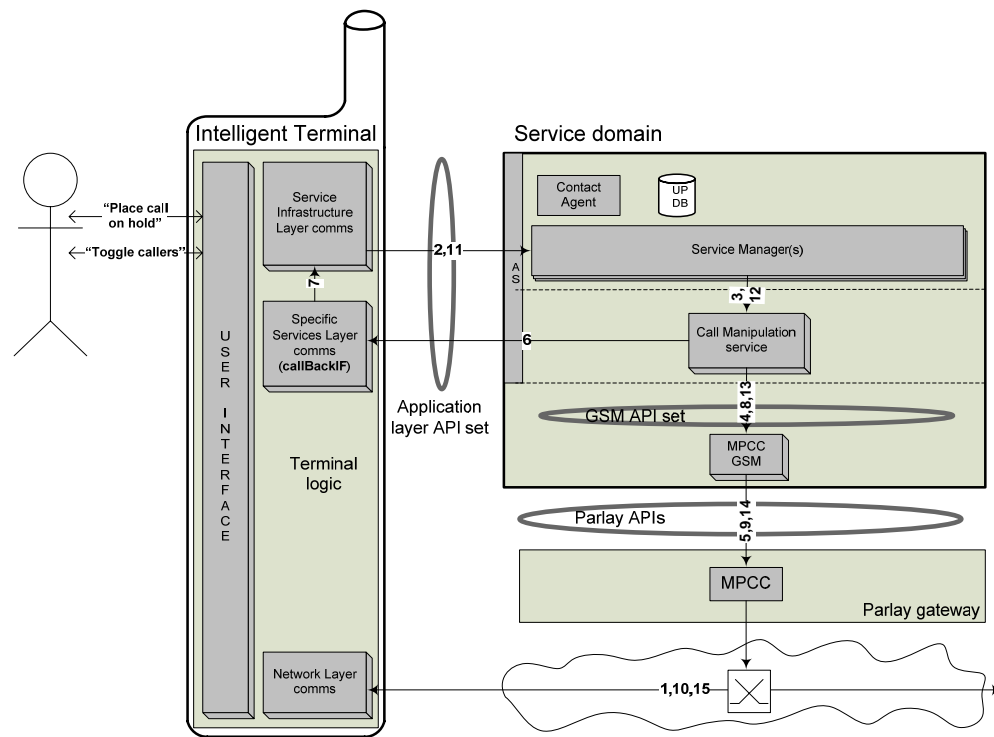 Intelligent Terminal
Service domain
"Place call
on hold"
"Toggle callers"
USER INTERFACE
Service
Infrastructure
Layer comms
7
Specific
Services Layer
comms
(callBackIF)
Terminal
logic
Network Layer
comms
2,11
6
Application
layer API set
AS
Contact
Agent
UP
DB
Service Manager(s)
3,
12
Call Manipulation
service
4,8,13
GSM API set
MPCC
GSM
Parlay APIs
5,9,14
MPCC
Parlay gateway
1,10,15